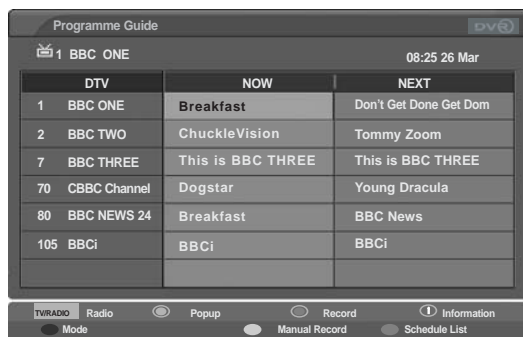 Programme Guide DVR
1 BBC ONE 08:25 26 Mar
DTV NOW NEXT
1 BBC ONE Breakfast Don't Get Done Get Dom
2 BBC TWO ChuckleVision Tommy Zoom
7 BBC THREE This is BBC THREE This is BBC THREE
70 CBBC Channel Dogstar Young Dracula
80 BBC NEWS 24 Breakfast BBC News
105 BBCi BBCi BBCi
TV/RADIO Radio Popup Record Information
Mode Manual Record Schedule List